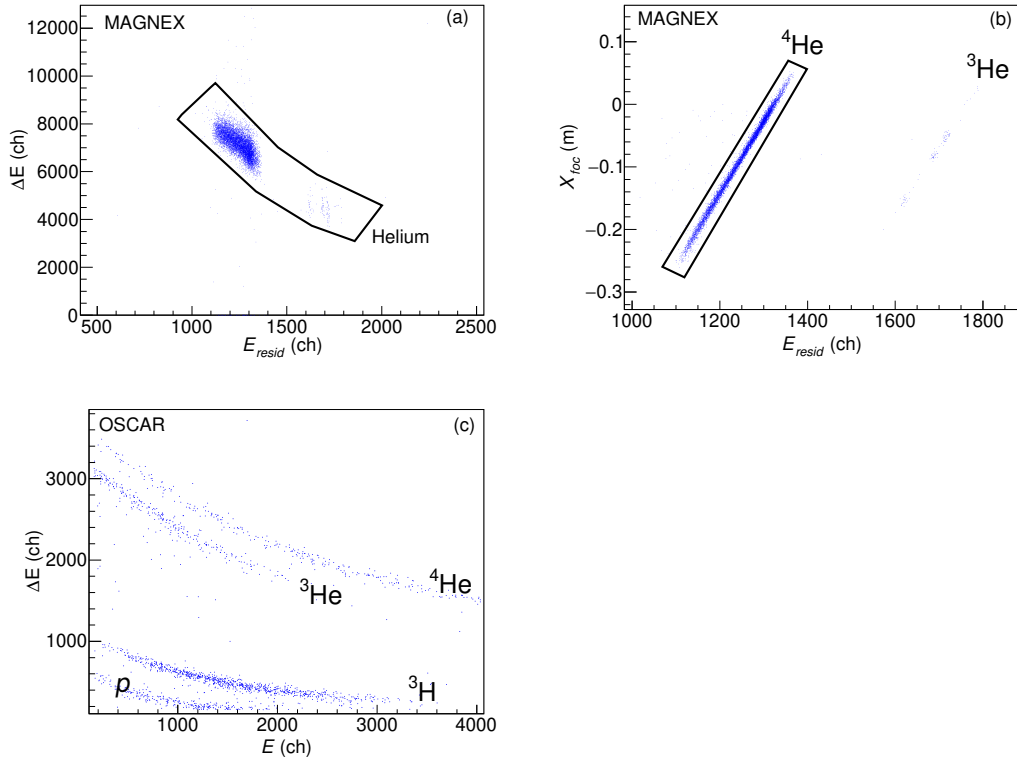 MAGNEX
(a)
12000
10000
8000
6000
4000
2000
0
ΔE (ch)
Helium
500 1000 1500 2000 2500
E_resid (ch)
MAGNEX
(b)
⁴He
³He
0.1
0
−0.1
−0.2
−0.3
X_foc (m)
1000 1200 1400 1600 1800
E_resid (ch)
OSCAR
(c)
3000
2000
1000
ΔE (ch)
³He
⁴He
p
³H
1000 2000 3000 4000
E (ch)